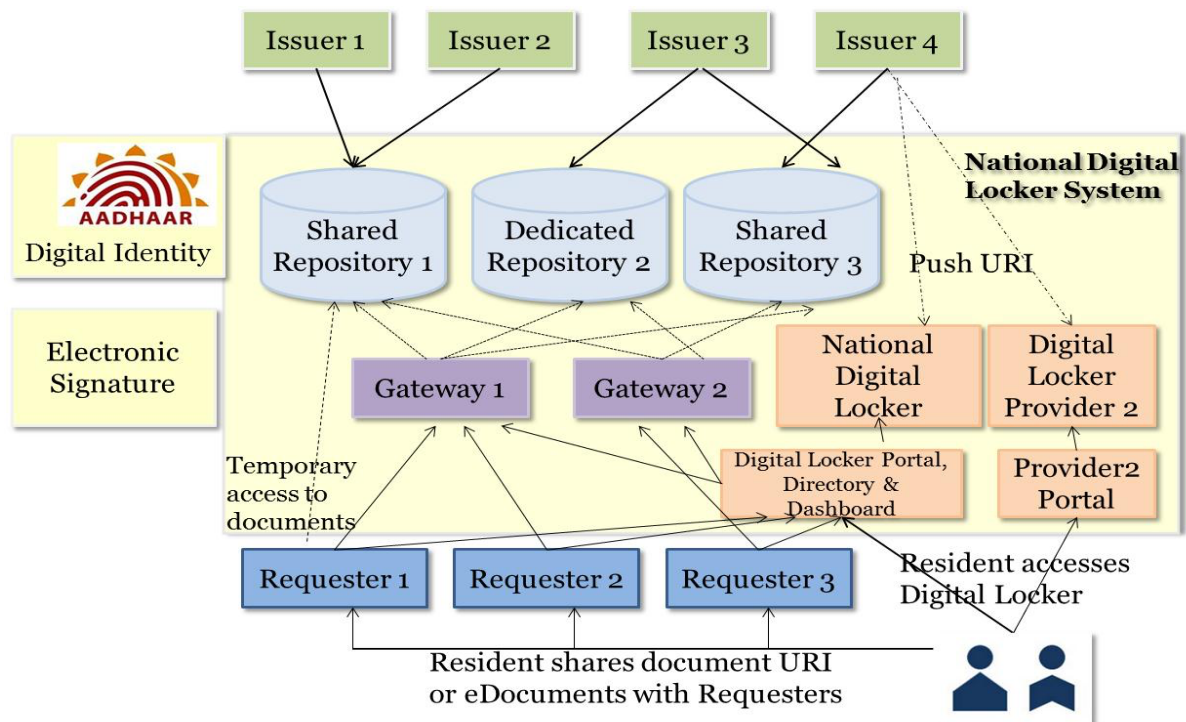 Issuer 1
Issuer 2
Issuer 3
Issuer 4
AADHAAR
Digital Identity
National Digital
Locker System
Shared
Repository 1
Dedicated
Repository 2
Shared
Repository 3
Push URI
Electronic
Signature
Gateway 1
Gateway 2
National
Digital
Locker
Digital
Locker
Provider 2
Temporary
access to
documents
Digital Locker Portal,
Directory &
Dashboard
Provider2
Portal
Requester 1
Requester 2
Requester 3
Resident accesses
Digital Locker
Resident shares document URI
or eDocuments with Requesters